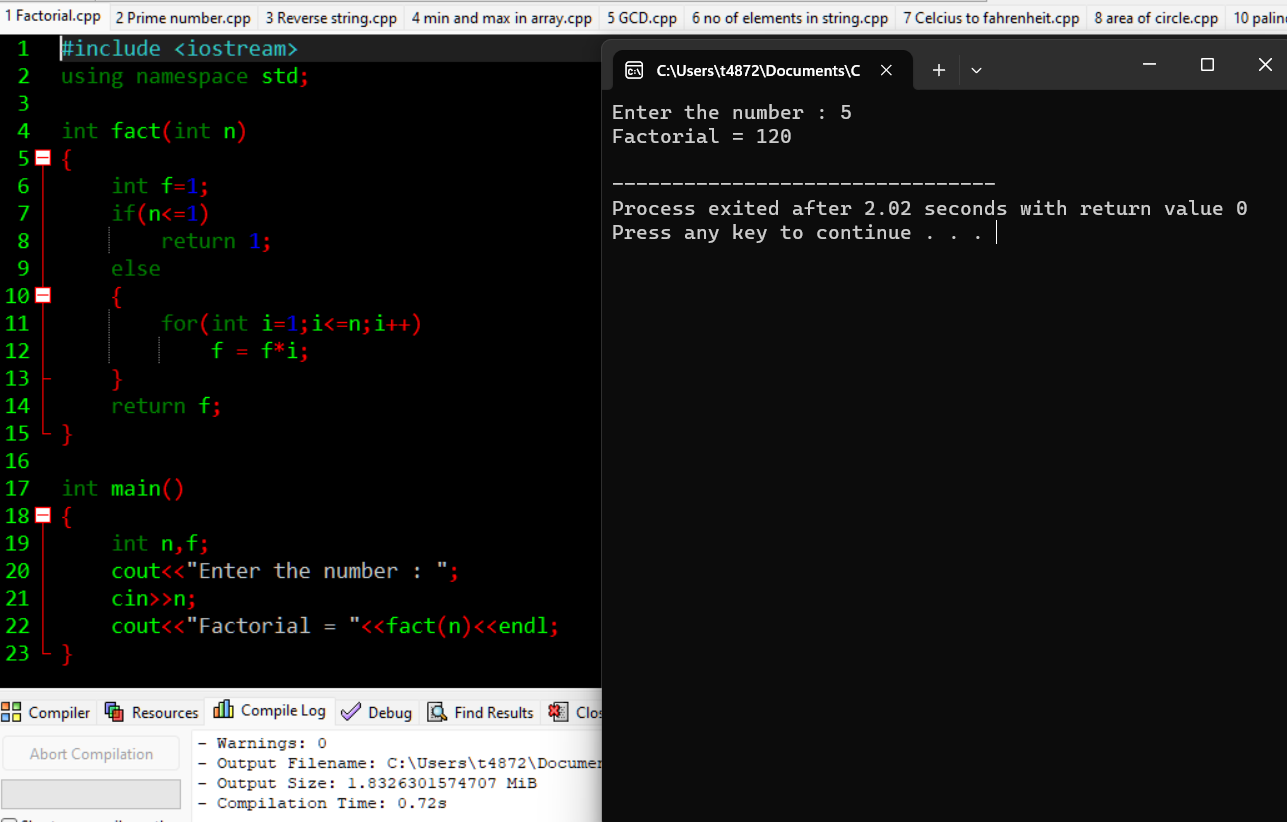 1 Factorial.cpp 2 Prime number.cpp 3 Reverse string.cpp 4 min and max in array.cpp 5 GCD.cpp 6 no of elements in string.cpp 7 Celcius to fahrenheit.cpp 8 area of circle.cpp 10 palin
1 #include <iostream>
2 using namespace std;
3
4 int fact(int n)
5 {
6 int f=1;
7 if(n<=1)
8 return 1;
9 else
10 {
11 for(int i=1;i<=n;i++)
12 f = f*i;
13 }
14 return f;
15 }
16
17 int main()
18 {
19 int n,f;
20 cout<<"Enter the number : ";
21 cin>>n;
22 cout<<"Factorial = "<<fact(n)<<endl;
23 }
C:\Users\t4872\Documents\C
Enter the number : 5
Factorial = 120
--------------------------------
Process exited after 2.02 seconds with return value 0
Press any key to continue . . .
Compiler Resources Compile Log Debug Find Results Clos
Abort Compilation
- Warnings: 0
- Output Filename: C:\Users\t4872\Documen
- Output Size: 1.8326301574707 MiB
- Compilation Time: 0.72s